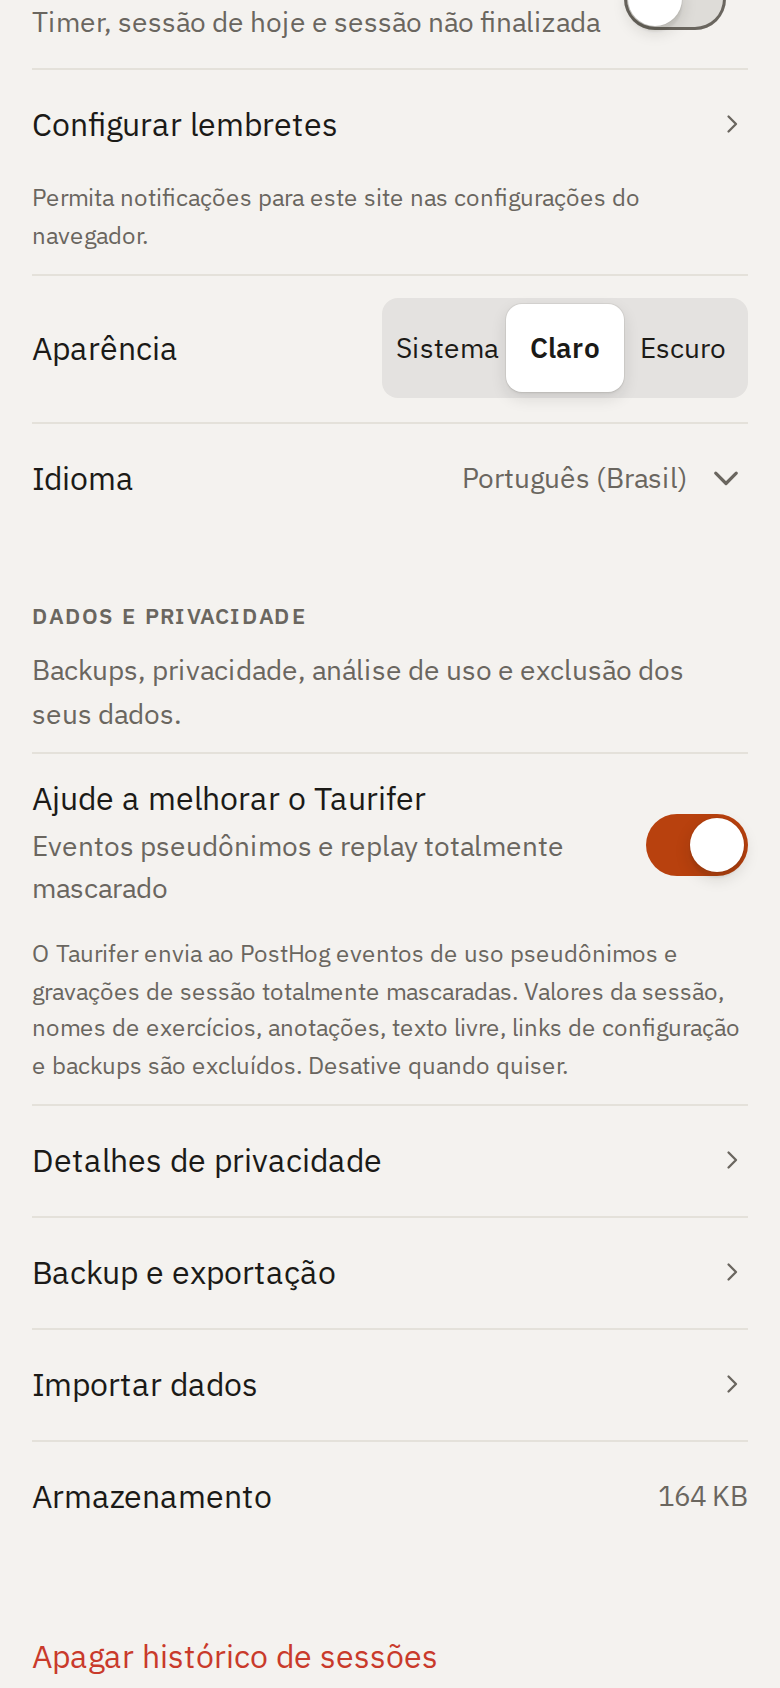 Timer, sessão de hoje e sessão não finalizada
Configurar lembretes
Permita notificações para este site nas configurações do
navegador.
Aparência
Sistema
Claro
Escuro
Idioma
Português (Brasil)
DADOS E PRIVACIDADE
Backups, privacidade, análise de uso e exclusão dos
seus dados.
Ajude a melhorar o Taurifer
Eventos pseudônimos e replay totalmente
mascarado
O Taurifer envia ao PostHog eventos de uso pseudônimos e
gravações de sessão totalmente mascaradas. Valores da sessão,
nomes de exercícios, anotações, texto livre, links de configuração
e backups são excluídos. Desative quando quiser.
Detalhes de privacidade
Backup e exportação
Importar dados
Armazenamento
164 KB
Apagar histórico de sessões